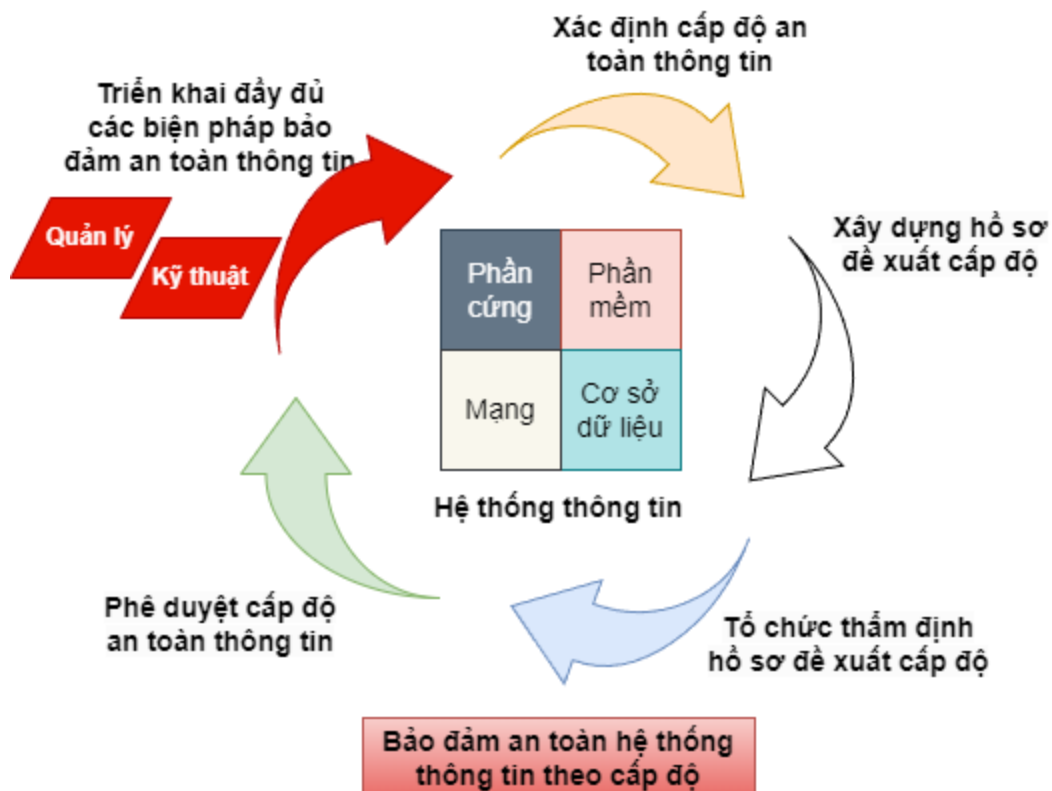 Xác định cấp độ an
toàn thông tin
Triển khai đầy đủ
các biện pháp bảo
đảm an toàn thông tin
Quản lý
Kỹ thuật
Xây dựng hồ sơ
đề xuất cấp độ
Phần
cứng
Phần
mềm
Mạng
Cơ sở
dữ liệu
Hệ thống thông tin
Phê duyệt cấp độ
an toàn thông tin
Tổ chức thẩm định
hồ sơ đề xuất cấp độ
Bảo đảm an toàn hệ thống
thông tin theo cấp độ